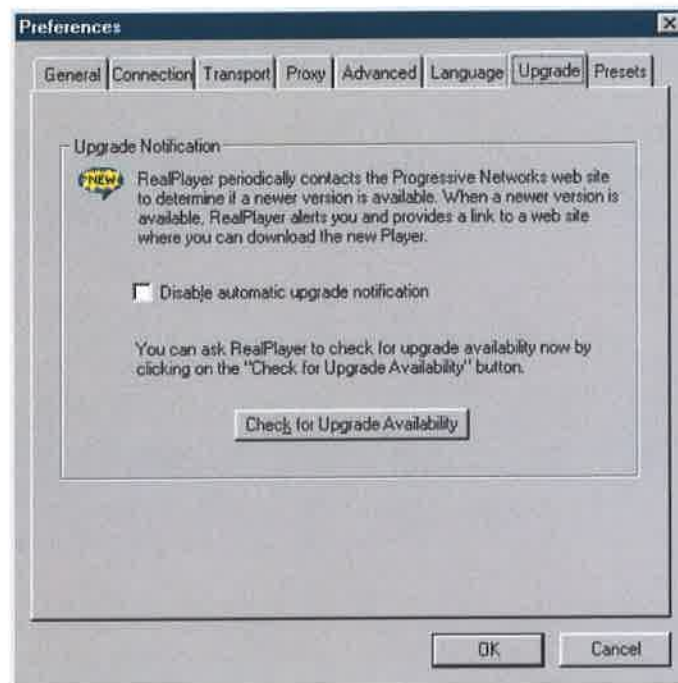 Preferences
General Connection Transport Proxy Advanced Language Upgrade Presets
Upgrade Notification
NEW
RealPlayer periodically contacts the Progressive Networks web site
to determine if a newer version is available. When a newer version is
available, RealPlayer alerts you and provides a link to a web site
where you can download the new Player.
Disable automatic upgrade notification
You can ask RealPlayer to check for upgrade availability now by
clicking on the "Check for Upgrade Availability" button.
Check for Upgrade Availability
OK Cancel